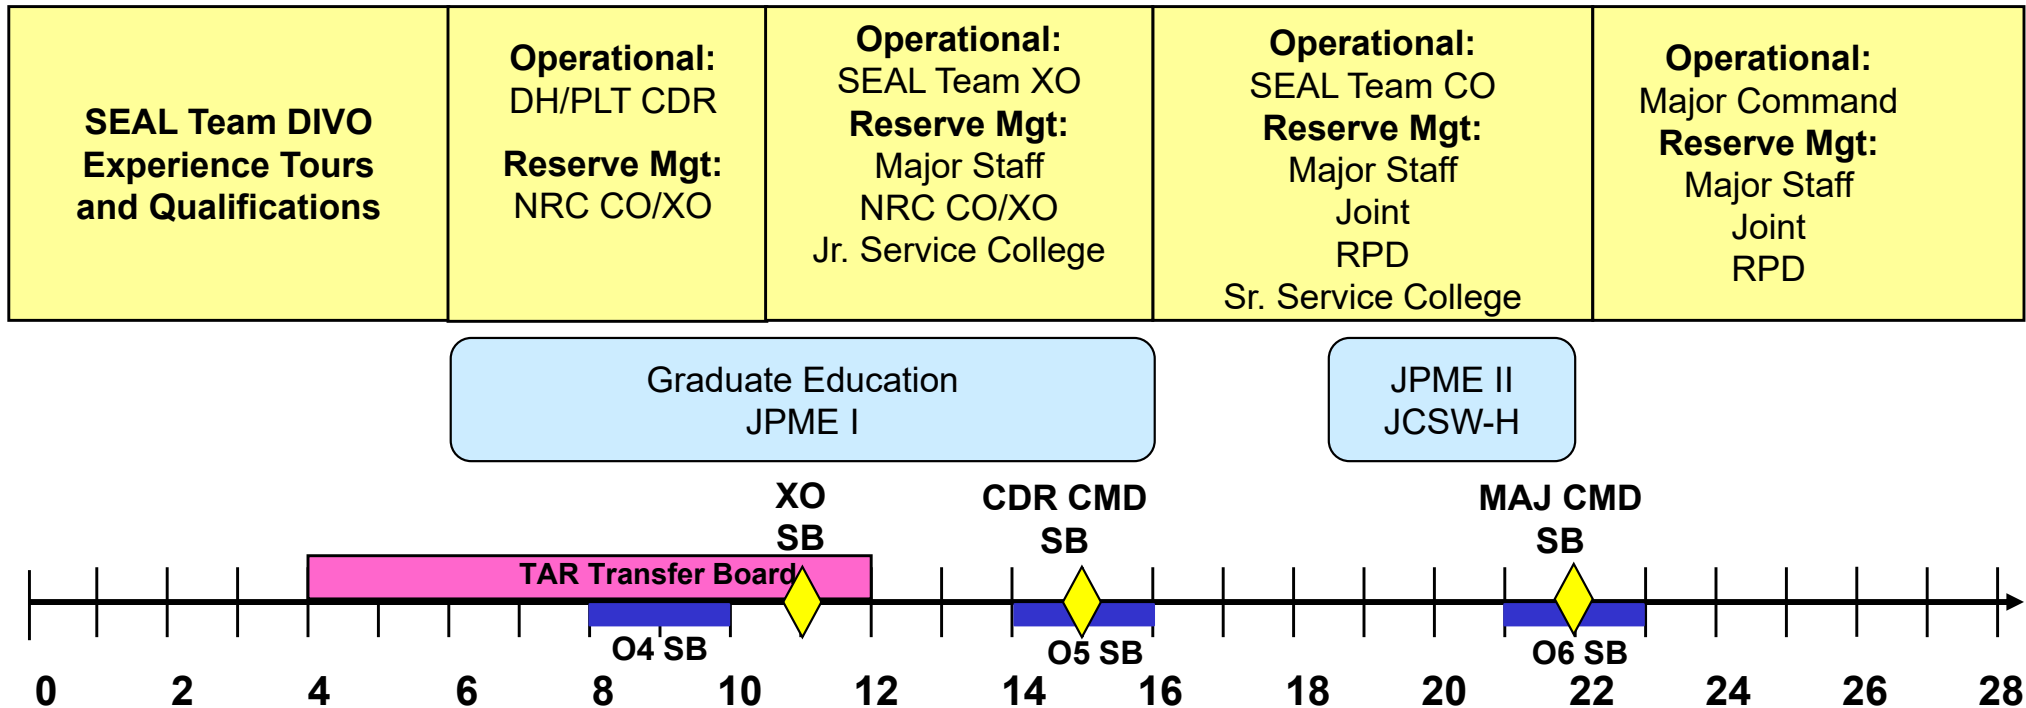 SEAL Team DIVO
Experience Tours
and Qualifications
Operational:
DH/PLT CDR
Reserve Mgt:
NRC CO/XO
Operational:
SEAL Team XO
Reserve Mgt:
Major Staff
NRC CO/XO
Jr. Service College
Operational:
SEAL Team CO
Reserve Mgt:
Major Staff
Joint
RPD
Sr. Service College
Operational:
Major Command
Reserve Mgt:
Major Staff
Joint
RPD
Graduate Education
JPME I
JPME II
JCSW-H
XO
SB
CDR CMD
SB
MAJ CMD
SB
TAR Transfer Board
O4 SB
O5 SB
O6 SB
0 2 4 6 8 10 12 14 16 18 20 22 24 26 28